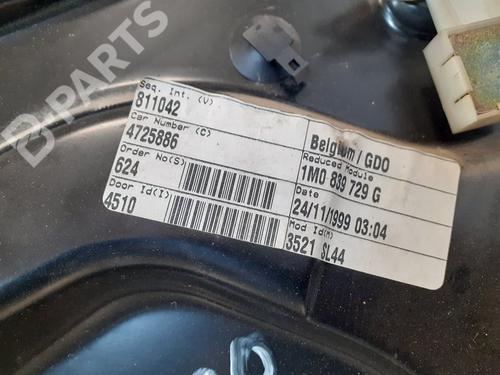 B-PARTS
Seq. Int. (V)
811042
Car Number (C)
4725886
Order No(S)
624
Door Id(I)
4510
Belgium / GDO
Reduced Module
1M0 839 729 G
Date
24/11/1999 03:04
Mod Id(M)
3521 SL44